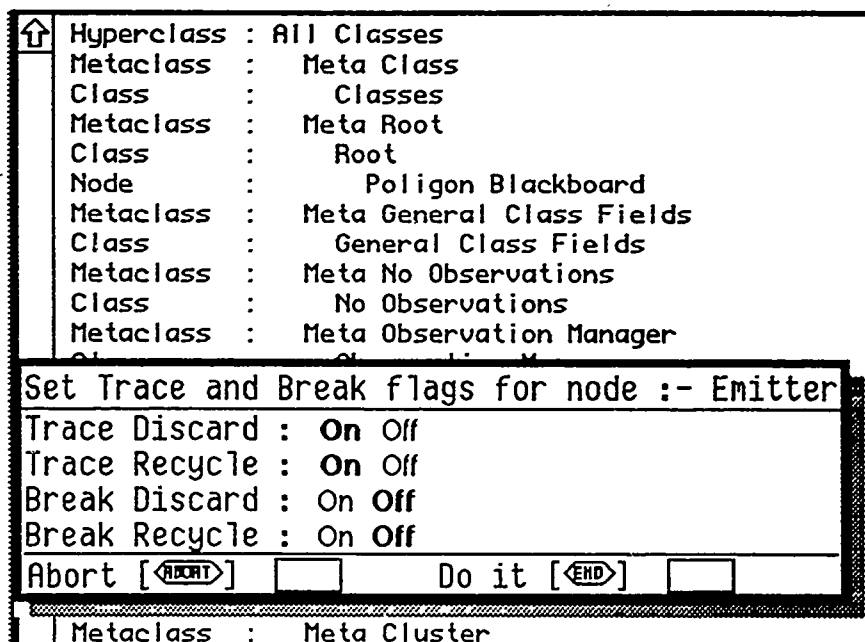 Hyperclass : All Classes
Metaclass : Meta Class
Class : Classes
Metaclass : Meta Root
Class : Root
Node : Poligon Blackboard
Metaclass : Meta General Class Fields
Class : General Class Fields
Metaclass : Meta No Observations
Class : No Observations
Metaclass : Meta Observation Manager
Set Trace and Break flags for node :- Emitter
Trace Discard : On Off
Trace Recycle : On Off
Break Discard : On Off
Break Recycle : On Off
Abort [<ABORT>] Do it [<END>]
Metaclass : Meta Cluster